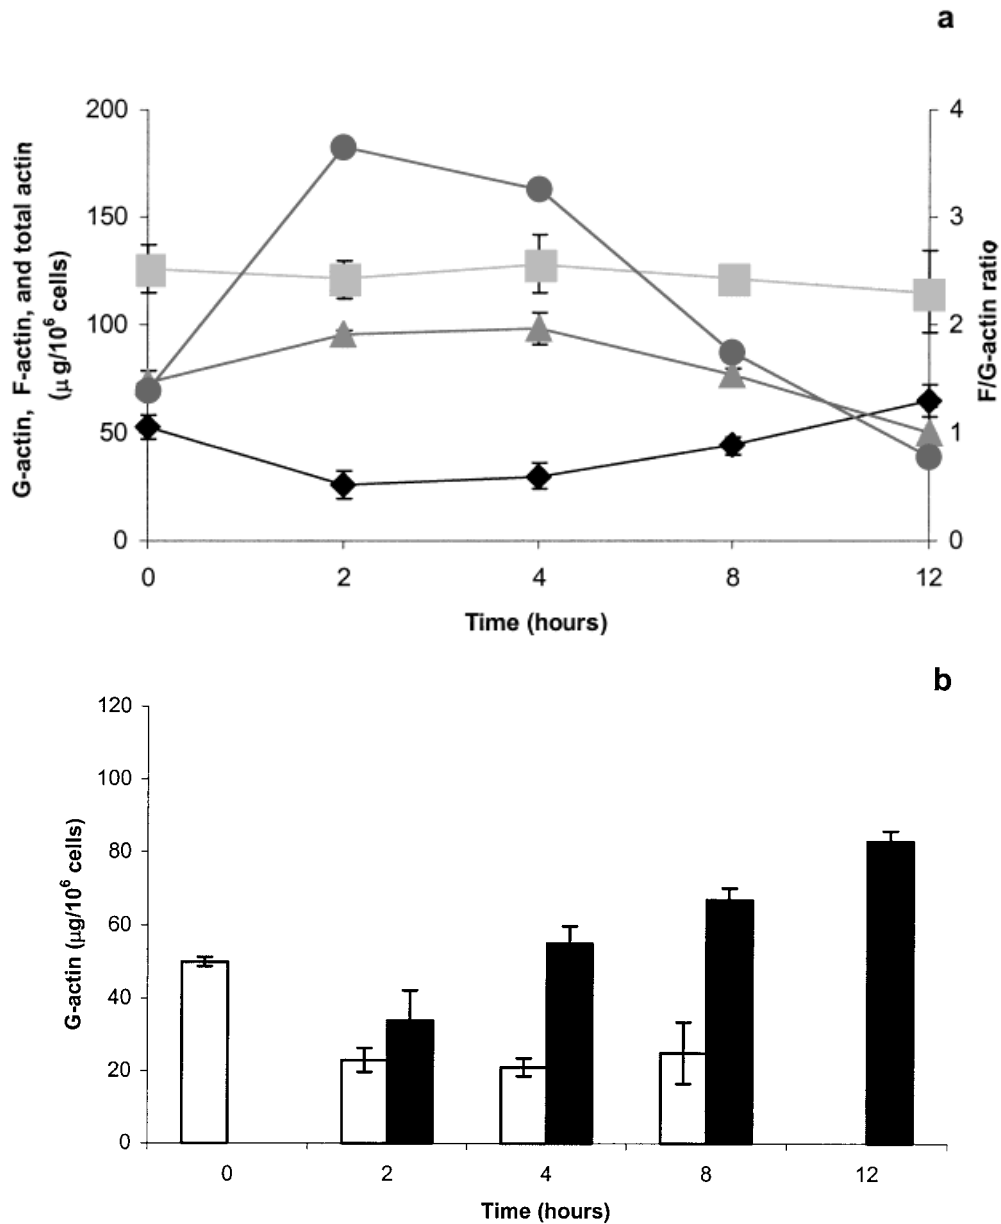 a
200
150
100
50
0
4
3
2
1
0
G-actin, F-actin, and total actin
(μg/10⁶ cells)
F/G-actin ratio
0 2 4 8 12
Time (hours)
b
120
100
80
60
40
20
0
G-actin (μg/10⁶ cells)
0 2 4 8 12
Time (hours)